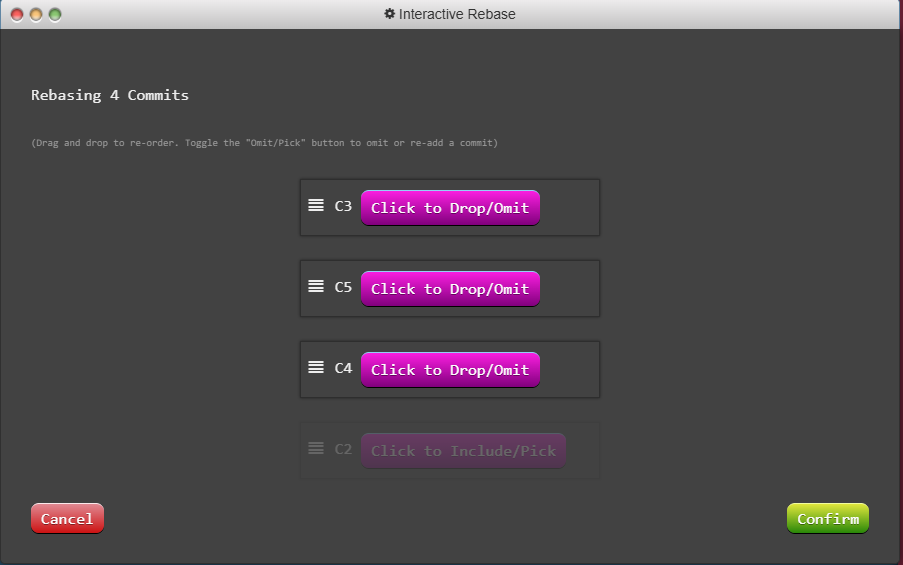 Interactive Rebase
Rebasing 4 Commits
(Drag and drop to re-order. Toggle the "Omit/Pick" button to omit or re-add a commit)
C3 Click to Drop/Omit
C5 Click to Drop/Omit
C4 Click to Drop/Omit
C2 Click to Include/Pick
Cancel Confirm